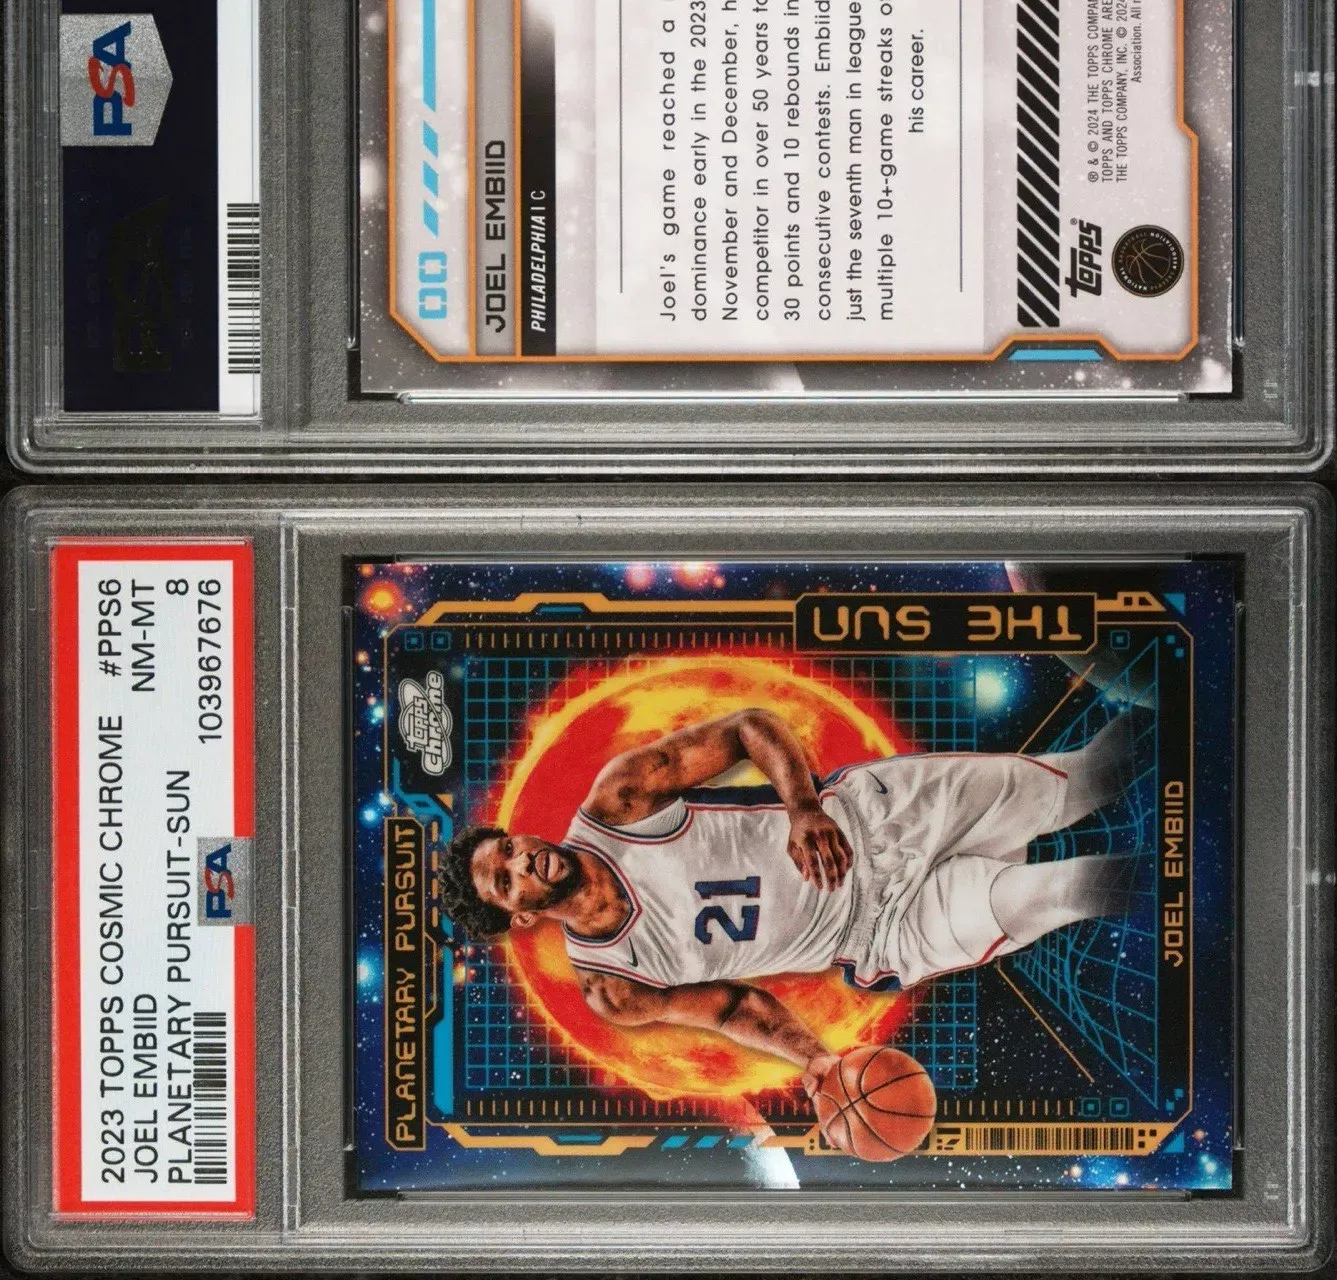 2023 TOPPS COSMIC CHROME #PPS6
JOEL EMBIID NM-MT
PLANETARY PURSUIT-SUN 8
103967676
PSA
PLANETARY PURSUIT
TOPPS
CHROME
THE SUN
21
JOEL EMBIID
PSA
JOEL EMBIID
PHILADELPHIA | C
Joel's game reached a
dominance early in the 2023
November and December, h
competitor in over 50 years to
30 points and 10 rebounds in
consecutive contests. Embiid
just the seventh man in league
multiple 10+-game streaks o
his career.
TOPPS
® & © 2024 THE TOPPS COMPA
TOPPS AND TOPPS CHROME ARE
THE TOPPS COMPANY, INC. © 2024
Association. All r